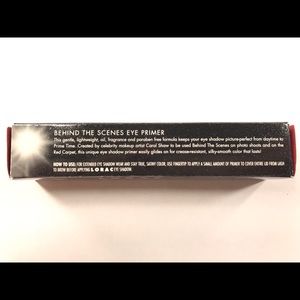 BEHIND THE SCENES EYE PRIMER
This gentle, lightweight, oil, fragrance and paraben free formula keeps your eye shadow picture-perfect from daytime to
Prime Time. Created by celebrity makeup artist Carol Shaw to be used Behind The Scenes on photo shoots and on the
Red Carpet, this unique eye shadow primer easily glides on for crease-resistant, silky-smooth color that lasts!
HOW TO USE: FOR EXTENDED EYE SHADOW WEAR AND STAY TRUE, SATINY COLOR, USE FINGERTIP TO APPLY A SMALL AMOUNT OF PRIMER TO COVER ENTIRE LID FROM LASH
TO BROW BEFORE APPLYING LORAC EYE SHADOW.